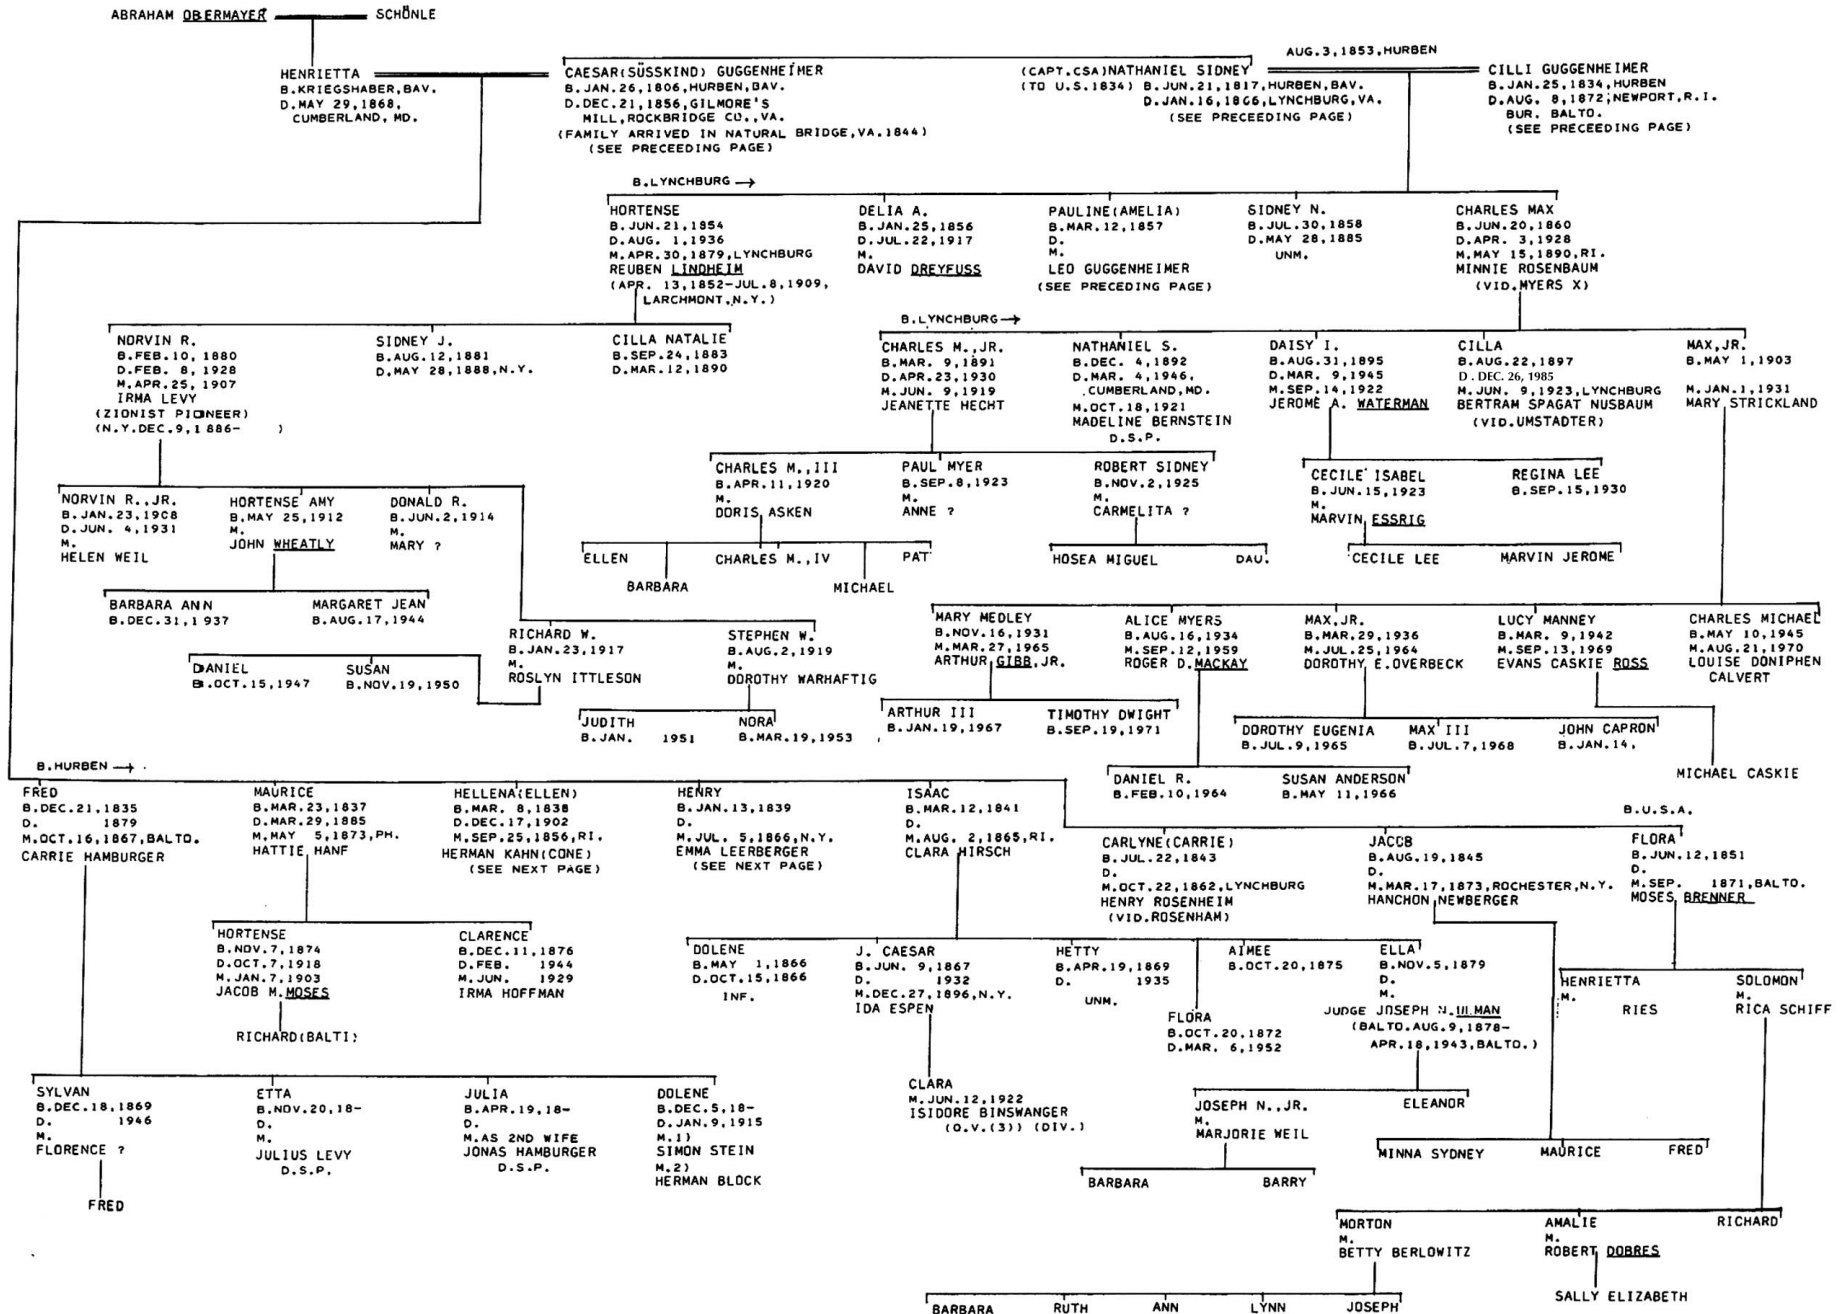 ABRAHAM OBERMAYER
SCHÖNLE
HENRIETTA
B.KRIEGSHABER,BAV.
D.MAY 29,1868,
CUMBERLAND, MD.
CAESAR(SÜSSKIND) GUGGENHEIMER
B.JAN.26,1806,HURBEN,BAV.
D.DEC.21,1856,GILMORE'S
MILL,ROCKBRIDGE CO.,VA.
(FAMILY ARRIVED IN NATURAL BRIDGE,VA.1844)
(SEE PRECEEDING PAGE)
(CAPT.CSA)NATHANIEL SIDNEY
(TO U.S.1834) B.JUN.21,1817,HURBEN,BAV.
D.JAN.16,1866,LYNCHBURG,VA.
(SEE PRECEEDING PAGE)
AUG.3,1853,HURBEN
CILLI GUGGENHEIMER
B.JAN.25,1834,HURBEN
D.AUG. 8,1872;NEWPORT,R.I.
BUR. BALTO.
(SEE PRECEEDING PAGE)
B.LYNCHBURG →
HORTENSE
B.JUN.21,1854
D.AUG. 1,1936
M.APR.30,1879,LYNCHBURG
REUBEN LINDHEIM
(APR. 13,1852-JUL.8,1909,
LARCHMONT,N.Y.)
DELIA A.
B.JAN.25,1856
D.JUL.22,1917
M.
DAVID DREYFUSS
PAULINE(AMELIA)
B.MAR.12,1857
D.
M.
LEO GUGGENHEIMER
(SEE PRECEDING PAGE)
SIDNEY N.
B.JUL.30,1858
D.MAY 28,1885
UNM.
CHARLES MAX
B.JUN.20,1860
D.APR. 3,1928
M.MAY 15,1890,RI.
MINNIE ROSENBAUM
(VID.MYERS X)
NORVIN R.
B.FEB.10, 1880
D.FEB. 8, 1928
M.APR.25, 1907
IRMA LEVY
(ZIONIST PIONEER)
(N.Y.DEC.9,1886- )
SIDNEY J.
B.AUG.12,1881
D.MAY 28,1888,N.Y.
CILLA NATALIE
B.SEP.24,1883
D.MAR.12,1890
B.LYNCHBURG→
CHARLES M.,JR.
B.MAR. 9,1891
D.APR.23,1930
M.JUN. 9,1919
JEANETTE HECHT
NATHANIEL S.
B.DEC. 4,1892
D.MAR. 4,1946,
CUMBERLAND,MD.
M.OCT.18,1921
MADELINE BERNSTEIN
D.S.P.
DAISY I.
B.AUG.31,1895
D.MAR. 9,1945
M.SEP.14,1922
JEROME A. WATERMAN
CILLA
B.AUG.22,1897
D. DEC. 26, 1985
M.JUN. 9,1923,LYNCHBURG
BERTRAM SPAGAT NUSBAUM
(VID.UMSTADTER)
MAX,JR.
B.MAY 1,1903
M.JAN.1,1931
MARY STRICKLAND
NORVIN R.,JR.
B.JAN.23,1908
D.JUN. 4,1931
M.
HELEN WEIL
HORTENSE AMY
B.MAY 25,1912
M.
JOHN WHEATLY
DONALD R.
B.JUN.2,1914
M.
MARY ?
CHARLES M.,III
B.APR.11,1920
M.
DORIS ASKEN
PAUL MYER
B.SEP.8,1923
M.
ANNE ?
ROBERT SIDNEY
B.NOV.2,1925
M.
CARMELITA ?
CECILE ISABEL
B.JUN.15,1923
M.
MARVIN ESSRIG
REGINA LEE
B.SEP.15,1930
ELLEN
BARBARA
CHARLES M.,IV
MICHAEL
PAT
HOSEA MIGUEL
DAU.
CECILE LEE
MARVIN JEROME
BARBARA ANN
B.DEC.31,1937
MARGARET JEAN
B.AUG.17,1944
RICHARD W.
B.JAN.23,1917
M.
ROSLYN ITTLESON
STEPHEN W.
B.AUG.2,1919
M.
DOROTHY WARHAFTIG
MARY MEDLEY
B.NOV.16,1931
M.MAR.27,1965
ARTHUR GIBB,JR.
ALICE MYERS
B.AUG.16,1934
M.SEP.12,1959
ROGER D.MACKAY
MAX,JR.
B.MAR.29,1936
M.JUL.25,1964
DOROTHY E.OVERBECK
LUCY MANNEY
B.MAR. 9,1942
M.SEP.13,1969
EVANS CASKIE ROSS
CHARLES MICHAEL
B.MAY 10,1945
M.AUG.21,1970
LOUISE DONIPHEN
CALVERT
DANIEL
B.OCT.15,1947
SUSAN
B.NOV.19,1950
JUDITH
B.JAN. 1951
NORA
B.MAR.19,1953
ARTHUR III
B.JAN.19,1967
TIMOTHY DWIGHT
B.SEP.19,1971
DOROTHY EUGENIA
B.JUL.9,1965
MAX III
B.JUL.7,1968
JOHN CAPRON
B.JAN.14,
DANIEL R.
B.FEB.10,1964
SUSAN ANDERSON
B.MAY 11,1966
MICHAEL CASKIE
B.HURBEN →
FRED
B.DEC.21,1835
D. 1879
M.OCT.16,1867,BALTO.
CARRIE HAMBURGER
MAURICE
B.MAR.23,1837
D.MAR.29,1885
M.MAY 5,1873,PH.
HATTIE HANF
HELLENA(ELLEN)
B.MAR. 8,1838
D.DEC.17,1902
M.SEP.25,1856,RI.
HERMAN KAHN(CONE)
(SEE NEXT PAGE)
HENRY
B.JAN.13,1839
D.
M.JUL. 5,1866,N.Y.
EMMA LEERBERGER
(SEE NEXT PAGE)
ISAAC
B.MAR.12,1841
D.
M.AUG. 2,1865,RI.
CLARA HIRSCH
CARLYNE(CARRIE)
B.JUL.22,1843
D.
M.OCT.22,1862,LYNCHBURG
HENRY ROSENHEIM
(VID.ROSENHAM)
JACOB
B.AUG.19,1845
D.
M.MAR.17,1873,ROCHESTER,N.Y.
HANCHON NEWBERGER
B.U.S.A.
FLORA
B.JUN.12,1851
D.
M.SEP. 1871,BALTO.
MOSES BRENNER
HORTENSE
B.NOV.7,1874
D.OCT.7,1918
M.JAN.7,1903
JACOB M.MOSES
CLARENCE
B.DEC.11,1876
D.FEB. 1944
M.JUN. 1929
IRMA HOFFMAN
RICHARD(BALTI)
DOLENE
B.MAY 1,1866
D.OCT.15,1866
INF.
J. CAESAR
B.JUN. 9,1867
D. 1932
M.DEC.27,1896,N.Y.
IDA ESPEN
HETTY
B.APR.19,1869
D. 1935
UNM.
FLORA
B.OCT.20,1872
D.MAR. 6,1952
AIMEE
B.OCT.20,1875
ELLA
B.NOV.5,1879
D.
M.
JUDGE JOSEPH N.ULMAN
(BALTO.AUG.9,1878-
APR.18,1943,BALTO.)
HENRIETTA
M.
RIES
SOLOMON
M.
RICA SCHIFF
SYLVAN
B.DEC.18,1869
D. 1946
M.
FLORENCE ?
ETTA
B.NOV.20,18-
D.
M.
JULIUS LEVY
D.S.P.
JULIA
B.APR.19,18-
D.
M.AS 2ND WIFE
JONAS HAMBURGER
D.S.P.
DOLENE
B.DEC.5,18-
D.JAN.9,1915
M.1)
SIMON STEIN
M.2)
HERMAN BLOCK
CLARA
M.JUN.12,1922
ISIDORE BINSWANGER
(Q.V.(3)) (DIV.)
JOSEPH N.,JR.
M.
MARJORIE WEIL
ELEANOR
MINNA SYDNEY
MAURICE
FRED
BARBARA
BARRY
FRED
MORTON
M.
BETTY BERLOWITZ
AMALIE
M.
ROBERT DOBRES
RICHARD
SALLY ELIZABETH
BARBARA
RUTH
ANN
LYNN
JOSEPH